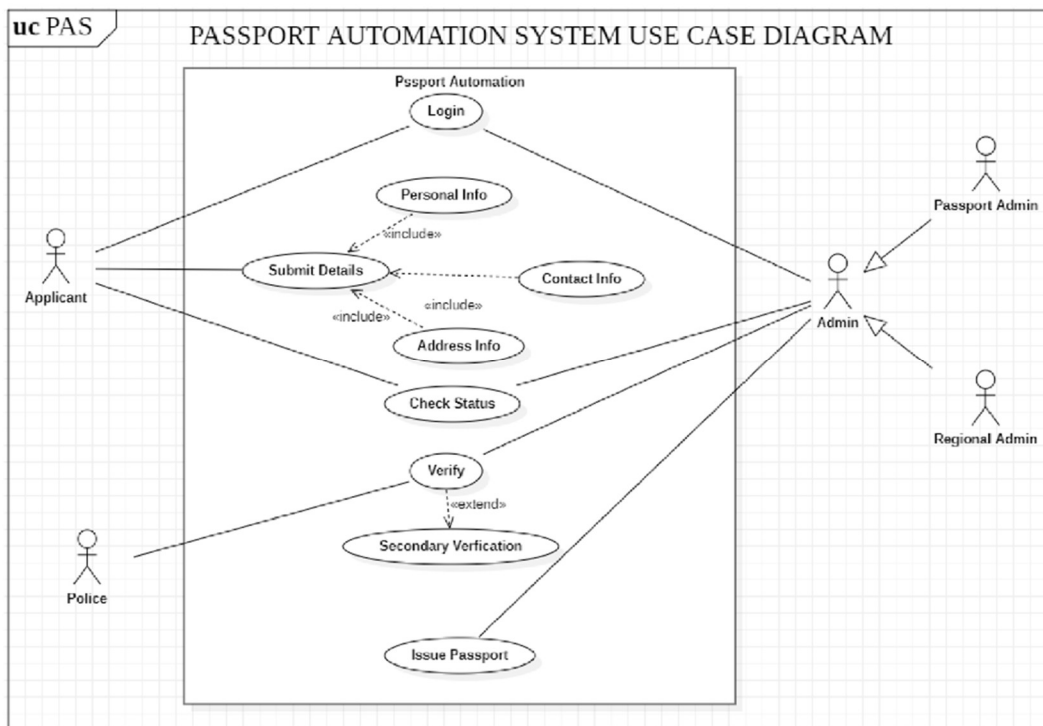 uc PAS
PASSPORT AUTOMATION SYSTEM USE CASE DIAGRAM
Pssport Automation
Login
Personal Info
Passport Admin
«include»
Submit Details
Contact Info
Applicant
«include»
«include»
Admin
Address Info
Check Status
Regional Admin
Verify
«extend»
Secondary Verfication
Police
Issue Passport